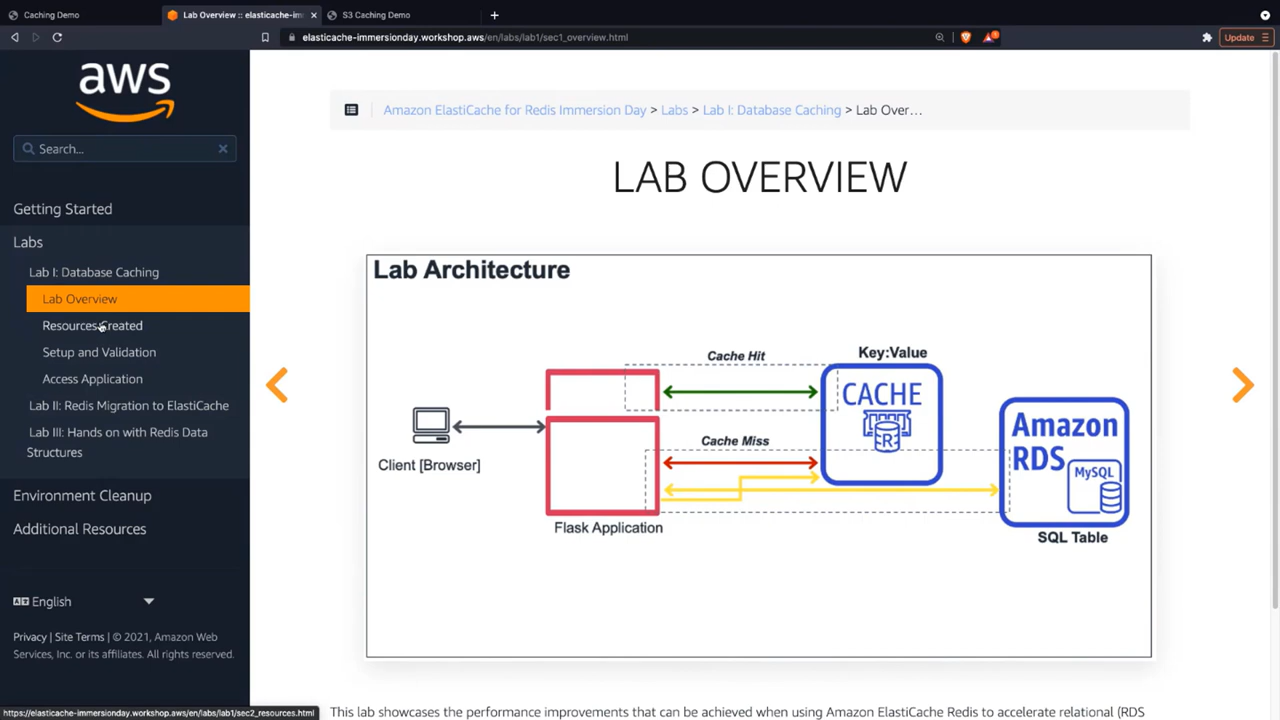 Caching Demo
Lab Overview :: elasticache-im
S3 Caching Demo
elasticache-immersionday.workshop.aws/en/labs/lab1/sec1_overview.html
Update
aws
Search...
Getting Started
Labs
Lab I: Database Caching
Lab Overview
Resources Created
Setup and Validation
Access Application
Lab II: Redis Migration to ElastiCache
Lab III: Hands on with Redis Data
Structures
Environment Cleanup
Additional Resources
English
Privacy | Site Terms | © 2021, Amazon Web
Services, Inc. or its affiliates. All rights reserved.
https://elasticache-immersionday.workshop.aws/en/labs/lab1/sec2_resources.html
Amazon ElastiCache for Redis Immersion Day > Labs > Lab I: Database Caching > Lab Over...
LAB OVERVIEW
Lab Architecture
Cache Hit
Key:Value
CACHE
R
Cache Miss
Amazon
RDS
MySQL
Client [Browser]
Flask Application
SQL Table
This lab showcases the performance improvements that can be achieved when using Amazon ElastiCache Redis to accelerate relational (RDS